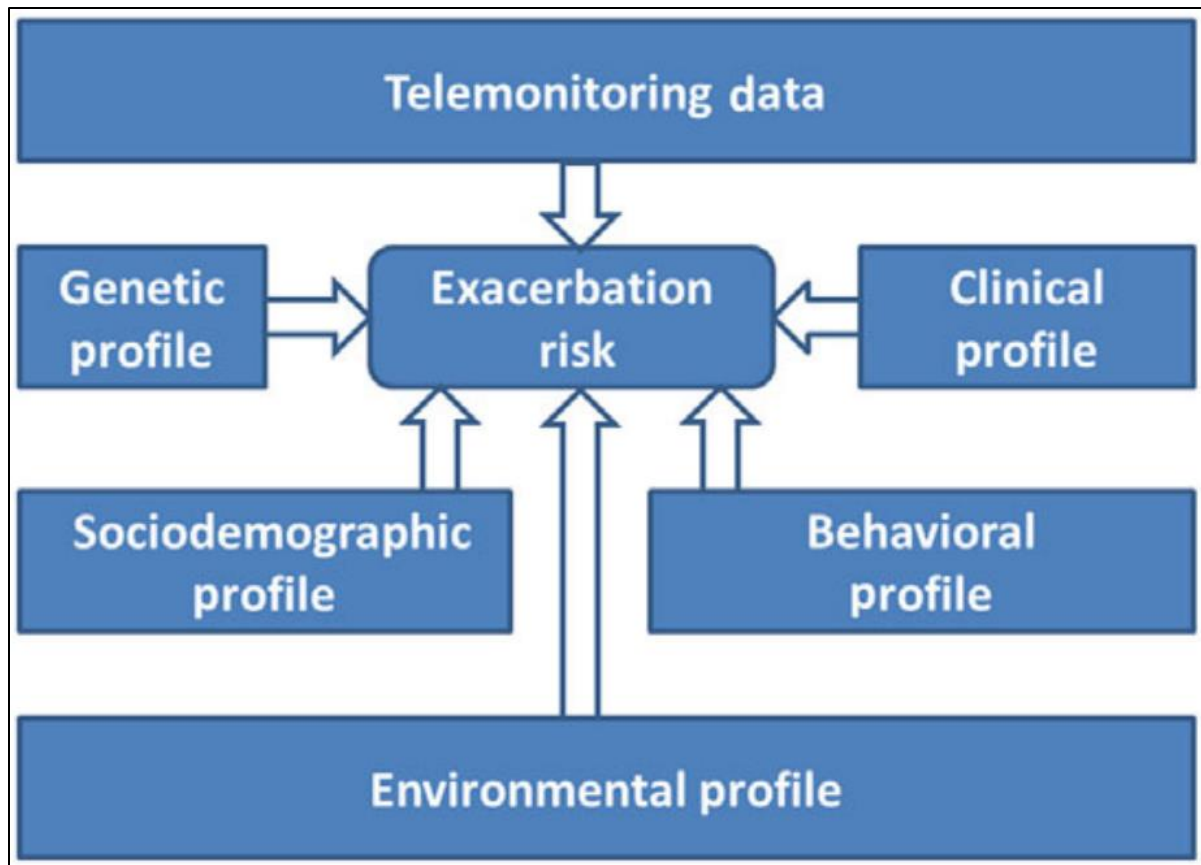 Telemonitoring data
Genetic
profile
Exacerbation
risk
Clinical
profile
Sociodemographic
profile
Behavioral
profile
Environmental profile